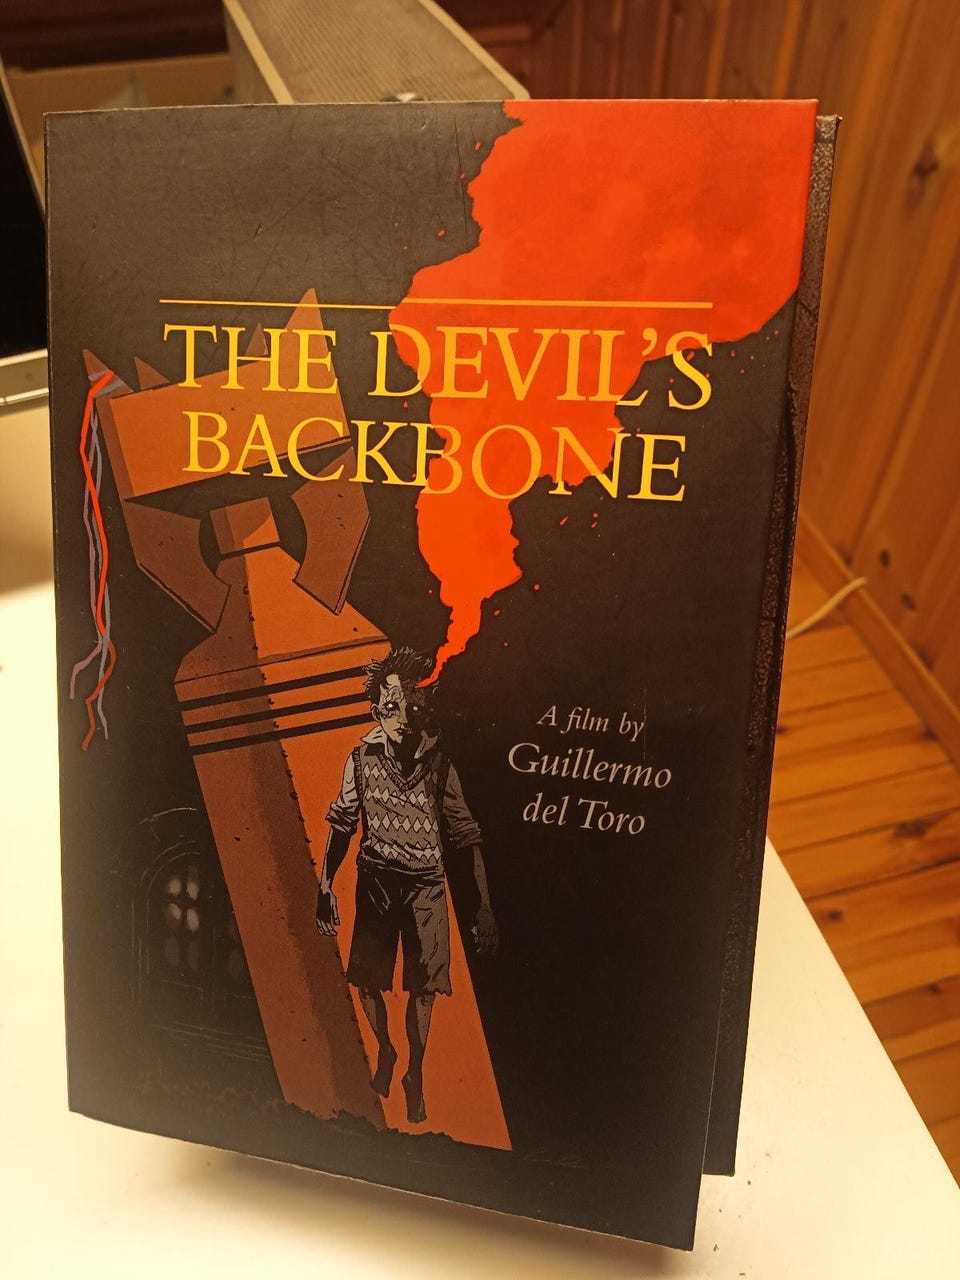 THE DEVIL'S
BACKBONE
A film by
Guillermo
del Toro